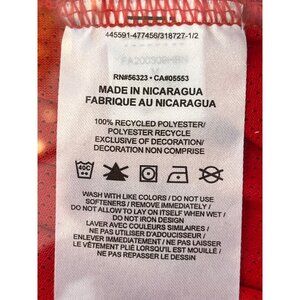 445591-477456/318727-1/2
RN#56323 • CA#05553
MADE IN NICARAGUA
FABRIQUE AU NICARAGUA
100% RECYCLED POLYESTER/
POLYESTER RECYCLE
EXCLUSIVE OF DECORATION/
DECORATION NON COMPRISE
40C
WASH WITH LIKE COLORS / DO NOT USE
SOFTENERS / REMOVE IMMEDIATELY /
DO NOT ALLOW TO LAY ON ITSELF WHEN WET /
DO NOT IRON DESIGN
LAVER AVEC COULEURS SIMILAIRES /
NE PAS UTILISER D'ADOUCISSEUR /
ENLEVER IMMÉDIATEMENT / NE PAS LAISSER
LE VÊTEMENT PLIÉ LORSQU'IL EST MOUILLÉ /
NE PAS REPASSER LE DESSIN